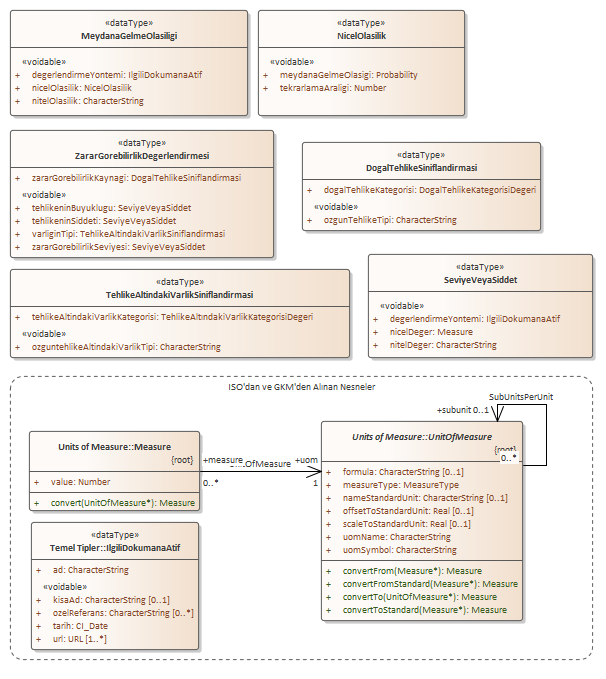 «dataType»
MeydanaGelmeOlasiligi
«voidable»
+ degerlendirmeYontemi: IlgiliDokumanaAtif
+ nicelOlasilik: NicelOlasilik
+ nitelOlasilik: CharacterString
«dataType»
NicelOlasilik
«voidable»
+ meydanaGelmeOlasigi: Probability
+ tekrarlamaAraligi: Number
«dataType»
ZararGorebilirlikDegerlendirmesi
+ zararGorebilirlikKaynagi: DogalTehlikeSiniflandirmasi
«voidable»
+ tehlikeninBuyuklugu: SeviyeVeyaSiddet
+ tehlikeninSiddeti: SeviyeVeyaSiddet
+ varliginTipi: TehlikeAltindakiVarlikSiniflandirmasi
+ zararGorebilirlikSeviyesi: SeviyeVeyaSiddet
«dataType»
DogalTehlikeSiniflandirmasi
+ dogalTehlikeKategorisi: DogalTehlikeKategorisiDegeri
«voidable»
+ ozgunTehlikeTipi: CharacterString
«dataType»
TehlikeAltindakiVarlikSiniflandirmasi
+ tehlikeAltindakiVarlikKategorisi: TehlikeAltındakiVarlıkKategorisiDegeri
«voidable»
+ ozguntehlikeAltindakiVarlikTipi: CharacterString
«dataType»
SeviyeVeyaSiddet
«voidable»
+ degerlendirmeYontemi: IlgiliDokumanaAtif
+ nicelDeger: Measure
+ nitelDeger: CharacterString
ISO'dan ve GKM'den Alınan Nesneler
SubUnitsPerUnit
+subunit 0..1
0..*
Units of Measure::Measure
{root}
+ value: Number
+ convert(UnitOfMeasure*): Measure
+measure
0..*
OfMeasure
+uom
1
Units of Measure::UnitOfMeasure
{root}
+ formula: CharacterString [0..1]
+ measureType: MeasureType
+ nameStandardUnit: CharacterString [0..1]
+ offsetToStandardUnit: Real [0..1]
+ scaleToStandardUnit: Real [0..1]
+ uomName: CharacterString
+ uomSymbol: CharacterString
+ convertFrom(Measure*): Measure
+ convertFromStandard(Measure*): Measure
+ convertTo(UnitOfMeasure*): Measure
+ convertToStandard(Measure*): Measure
«dataType»
Temel Tipler::IlgiliDokumanaAtif
+ ad: CharacterString
«voidable»
+ kisaAd: CharacterString [0..1]
+ ozelReferans: CharacterString [0..*]
+ tarih: CI_Date
+ url: URL [1..*]